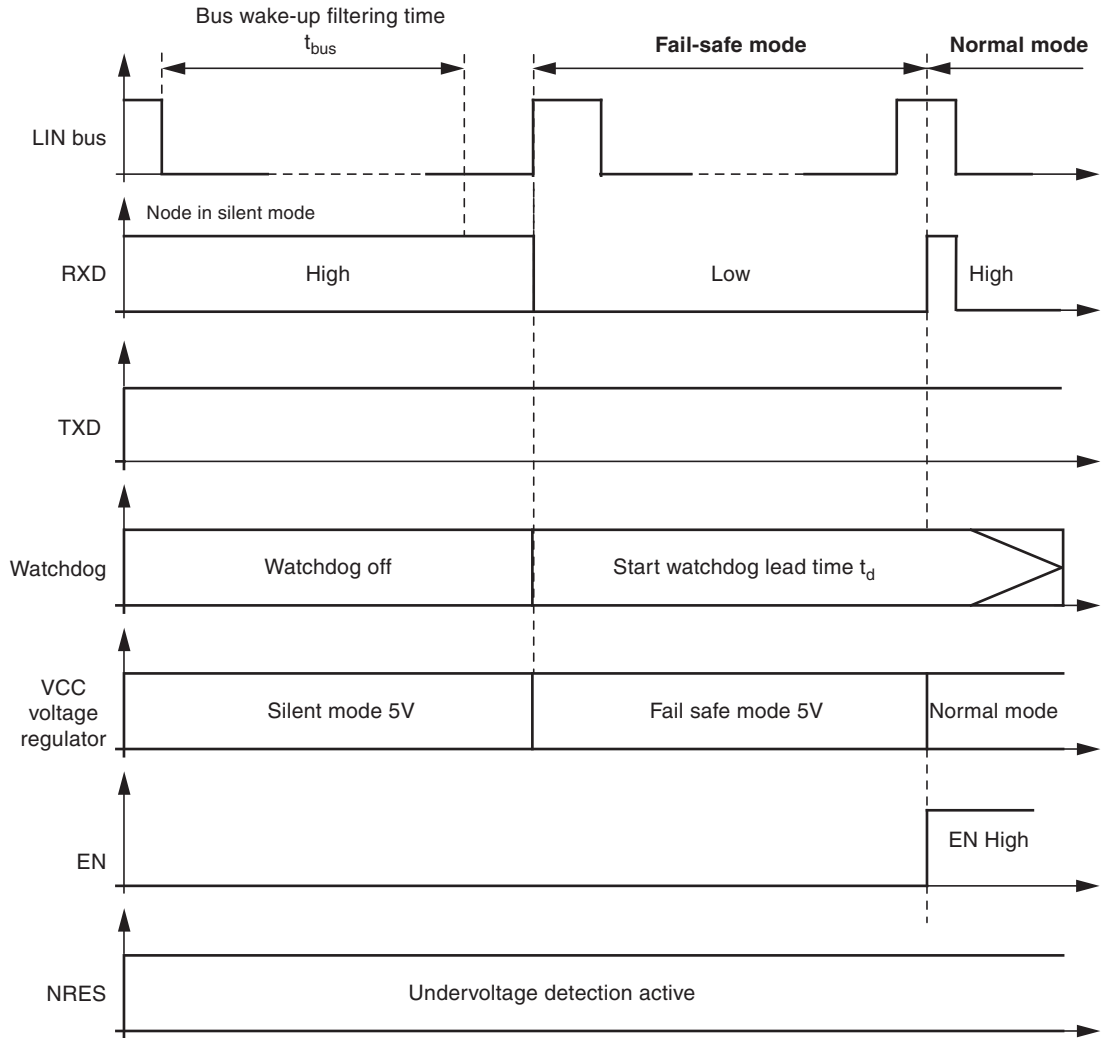 Bus wake-up filtering time
tbus
Fail-safe mode
Normal mode
LIN bus
Node in silent mode
RXD
High
Low
High
TXD
Watchdog
Watchdog off
Start watchdog lead time td
VCC
voltage
regulator
Silent mode 5V
Fail safe mode 5V
Normal mode
EN
EN High
NRES
Undervoltage detection active